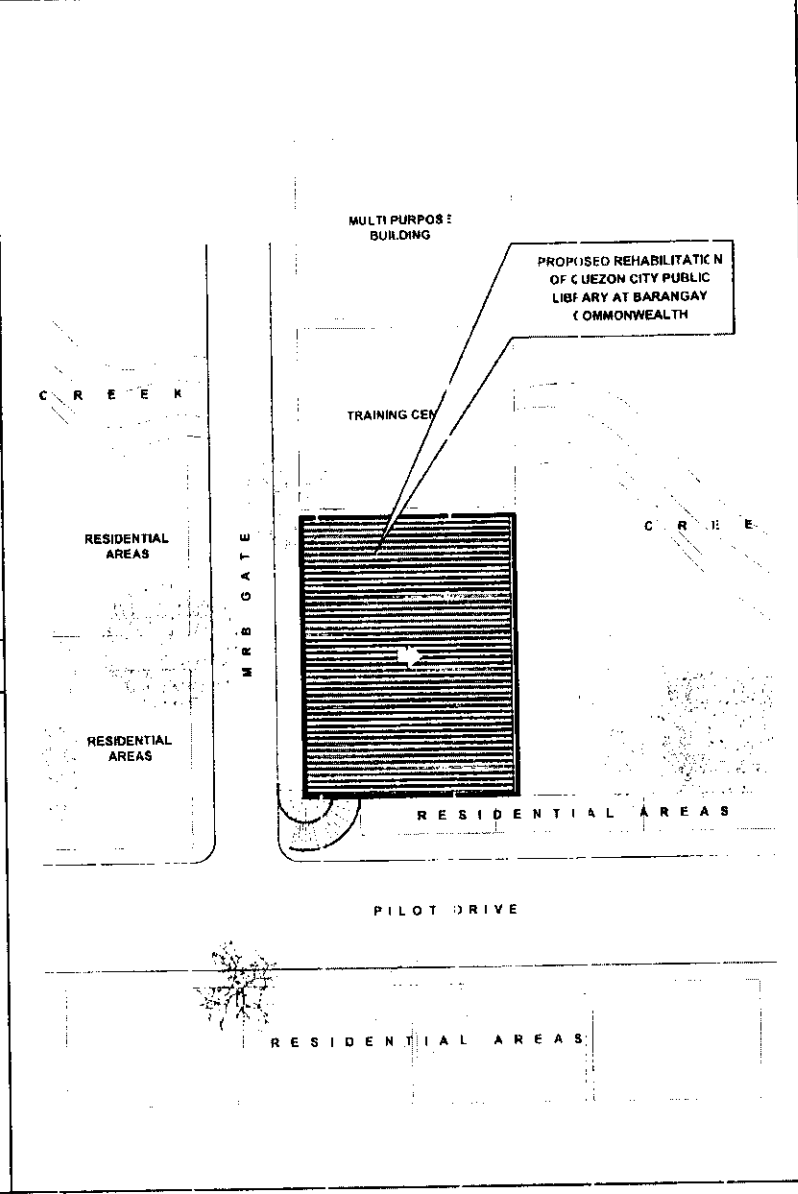 MULTI PURPOSE
BUILDING
PROPOSED REHABILITATION
OF QUEZON CITY PUBLIC
LIBRARY AT BARANGAY
COMMONWEALTH
CREEK
TRAINING CEN
RESIDENTIAL
AREAS
MRB GATE
CREE
RESIDENTIAL
AREAS
RESIDENTIAL AREAS
PILOT DRIVE
RESIDENTIAL AREAS